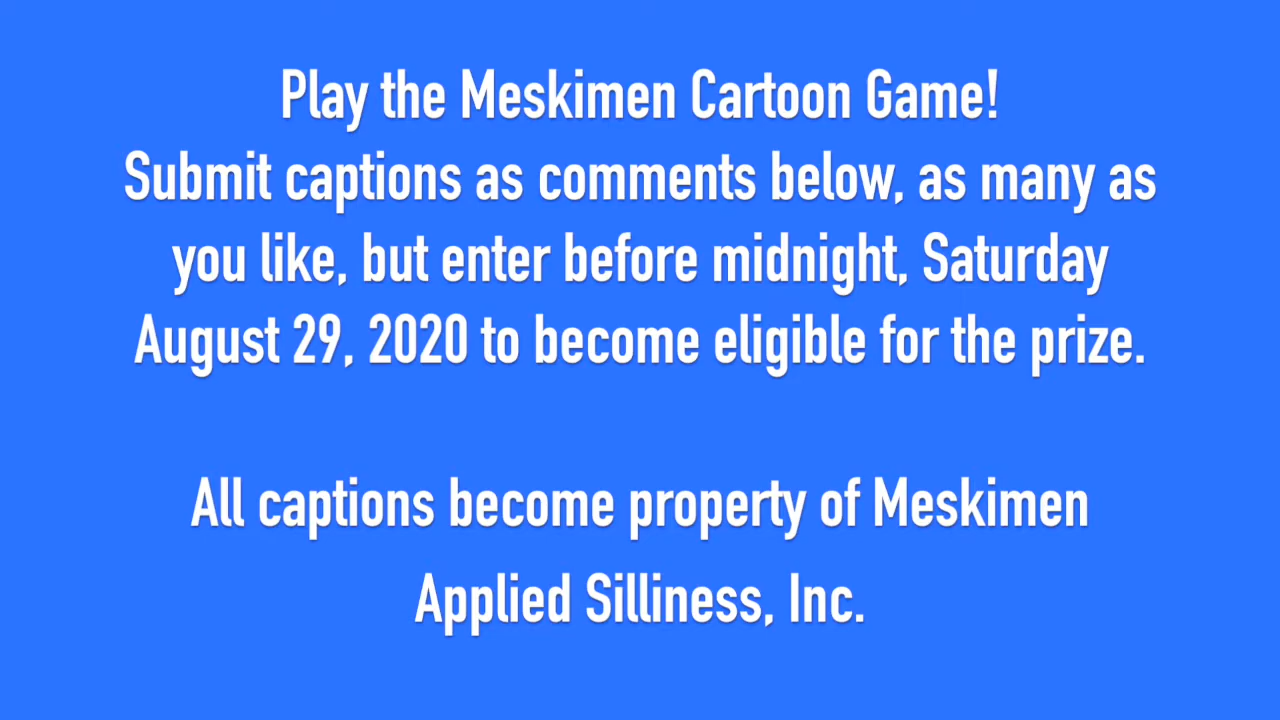 Play the Meskimen Cartoon Game!
Submit captions as comments below, as many as
you like, but enter before midnight, Saturday
August 29, 2020 to become eligible for the prize.
All captions become property of Meskimen
Applied Silliness, Inc.